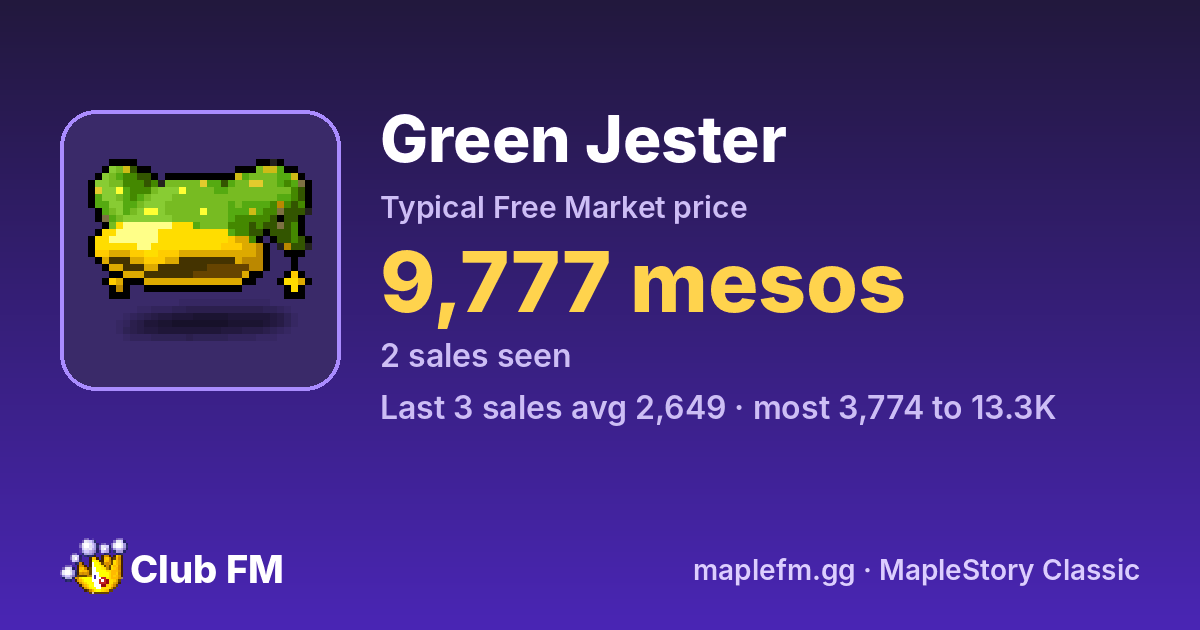 Green Jester
Typical Free Market price
9,777 mesos
2 sales seen
Last 3 sales avg 2,649 · most 3,774 to 13.3K
Club FM
maplefm.gg · MapleStory Classic